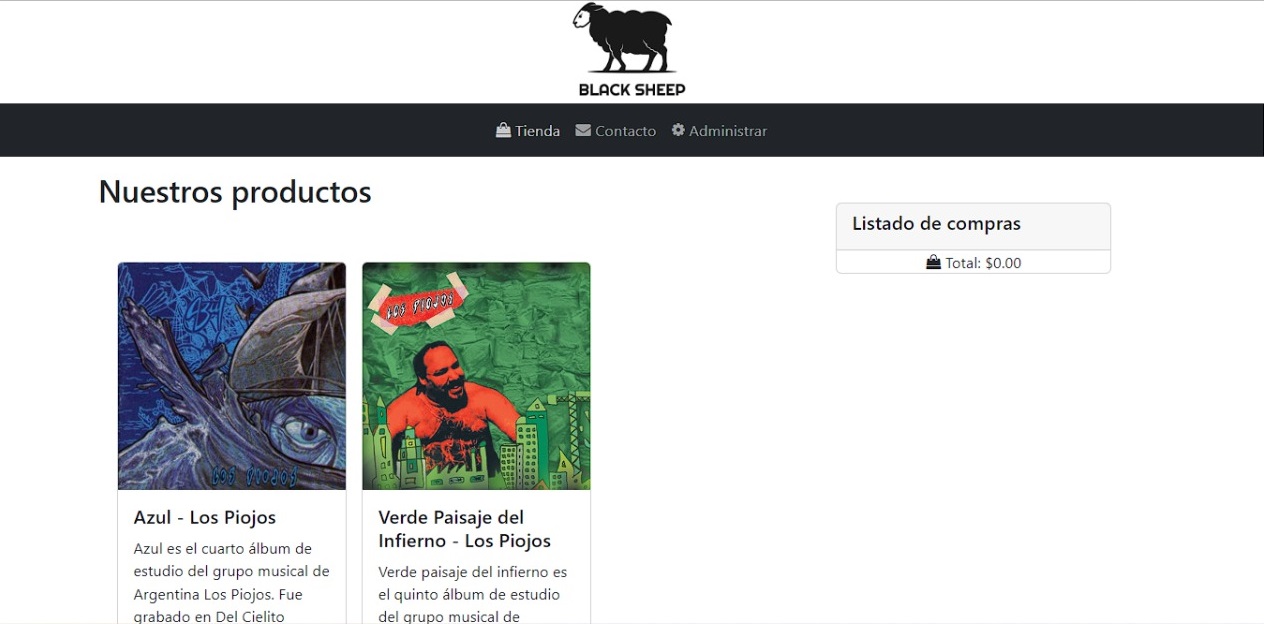 BLACK SHEEP
Tienda Contacto Administrar
Nuestros productos
Listado de compras
Total: $0.00
LOS PIOJOS
LOS PIOJOS
Azul - Los Piojos
Azul es el cuarto álbum de
estudio del grupo musical de
Argentina Los Piojos. Fue
grabado en Del Cielito
Verde Paisaje del
Infierno - Los Piojos
Verde paisaje del infierno es
el quinto álbum de estudio
del grupo musical de